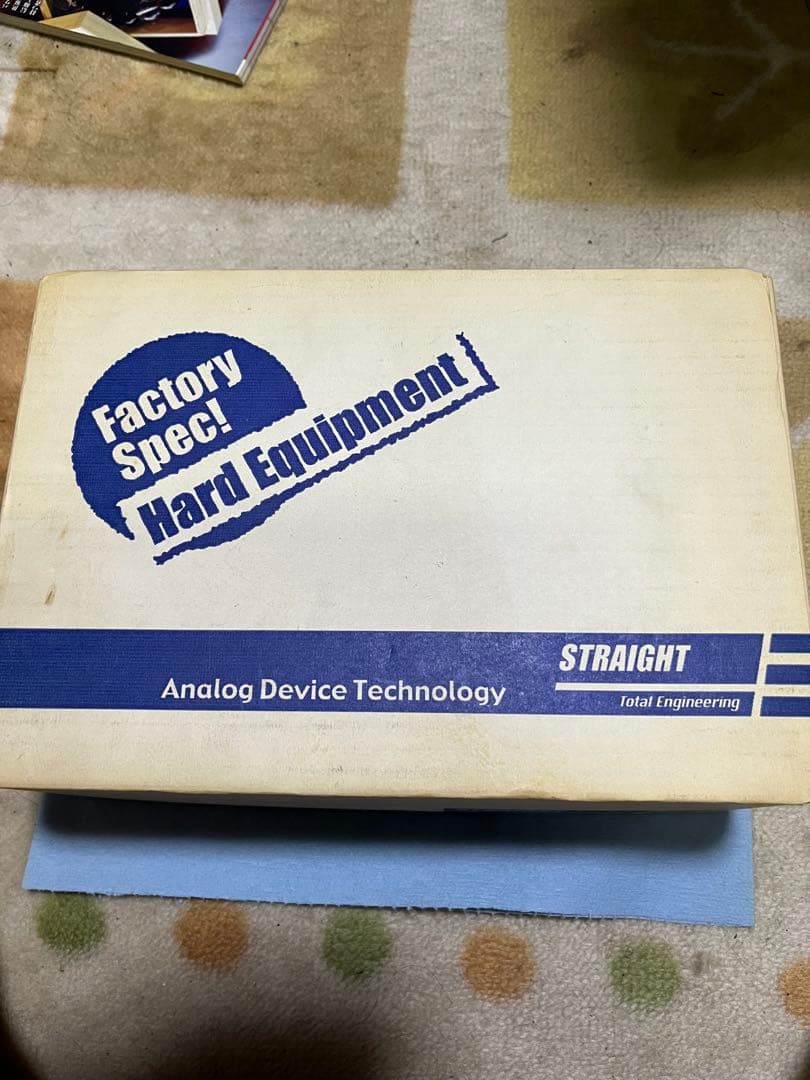 Factory
Spec!
Hard Equipment
STRAIGHT
Analog Device Technology
Total Engineering